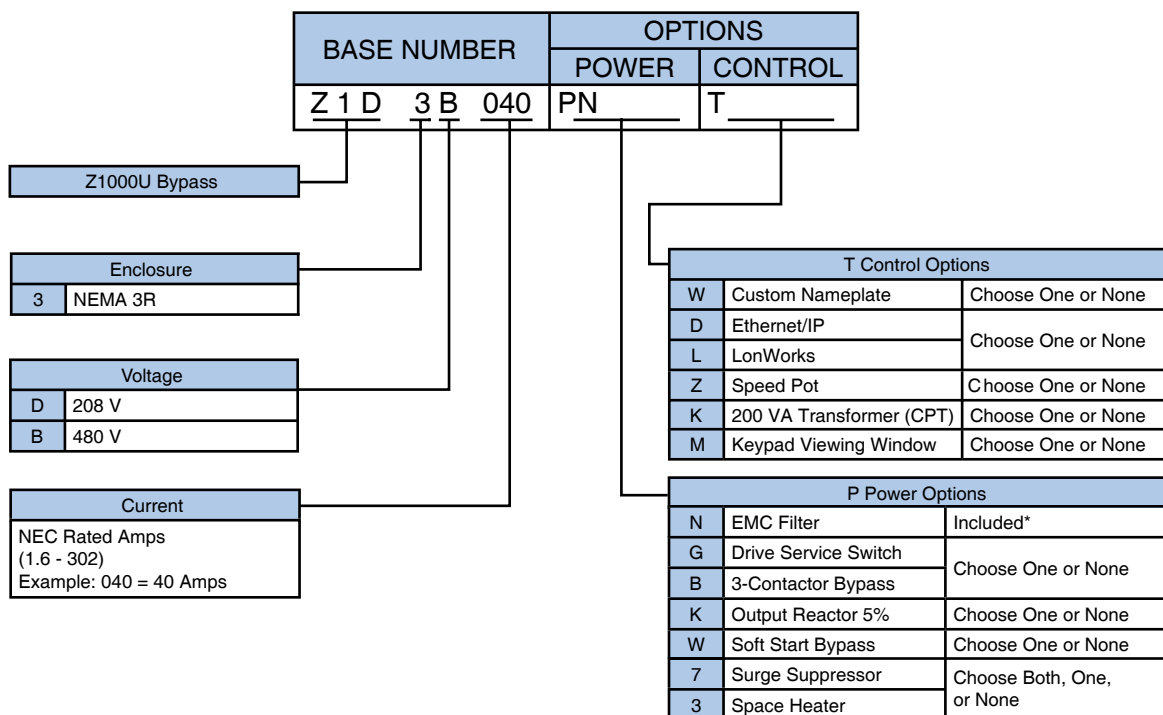 BASE NUMBER
OPTIONS
POWER
CONTROL
Z 1 D 3 B 040
PN
T
Z1000U Bypass
Enclosure
3 NEMA 3R
Voltage
D 208 V
B 480 V
Current
NEC Rated Amps
(1.6 - 302)
Example: 040 = 40 Amps
T Control Options
W Custom Nameplate Choose One or None
D Ethernet/IP
Choose One or None
L LonWorks
Z Speed Pot Choose One or None
K 200 VA Transformer (CPT) Choose One or None
M Keypad Viewing Window Choose One or None
P Power Options
N EMC Filter Included*
G Drive Service Switch
Choose One or None
B 3-Contactor Bypass
K Output Reactor 5% Choose One or None
W Soft Start Bypass Choose One or None
7 Surge Suppressor
Choose Both, One,
or None
3 Space Heater